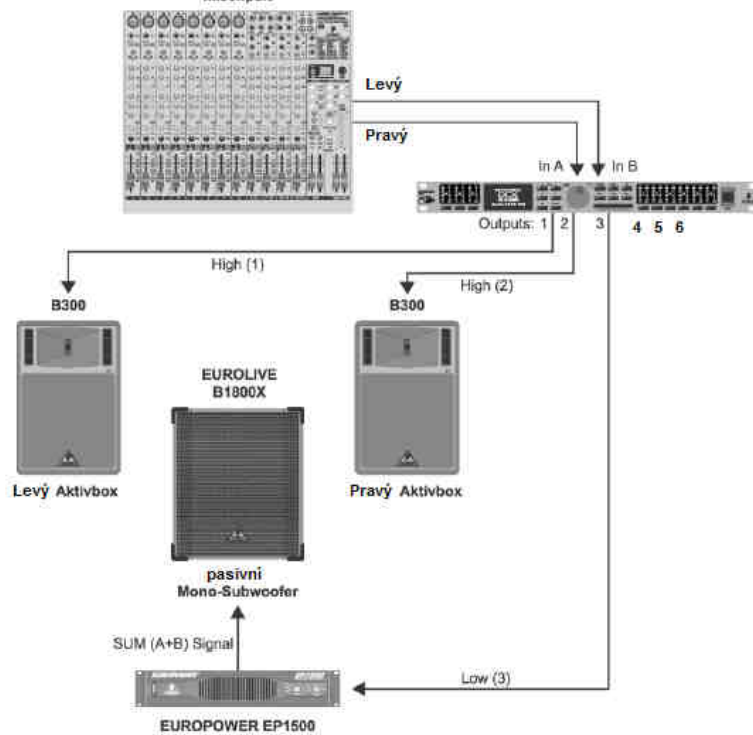 Levý
Pravý
In A
In B
Outputs: 1 2 3 4 5 6
High (1)
High (2)
B300
B300
EUROLIVE
B1800X
Levý Aktivbox
Pravý Aktivbox
pasivní
Mono-Subwoofer
SUM (A+B) Signal
Low (3)
EUROPOWER EP1500